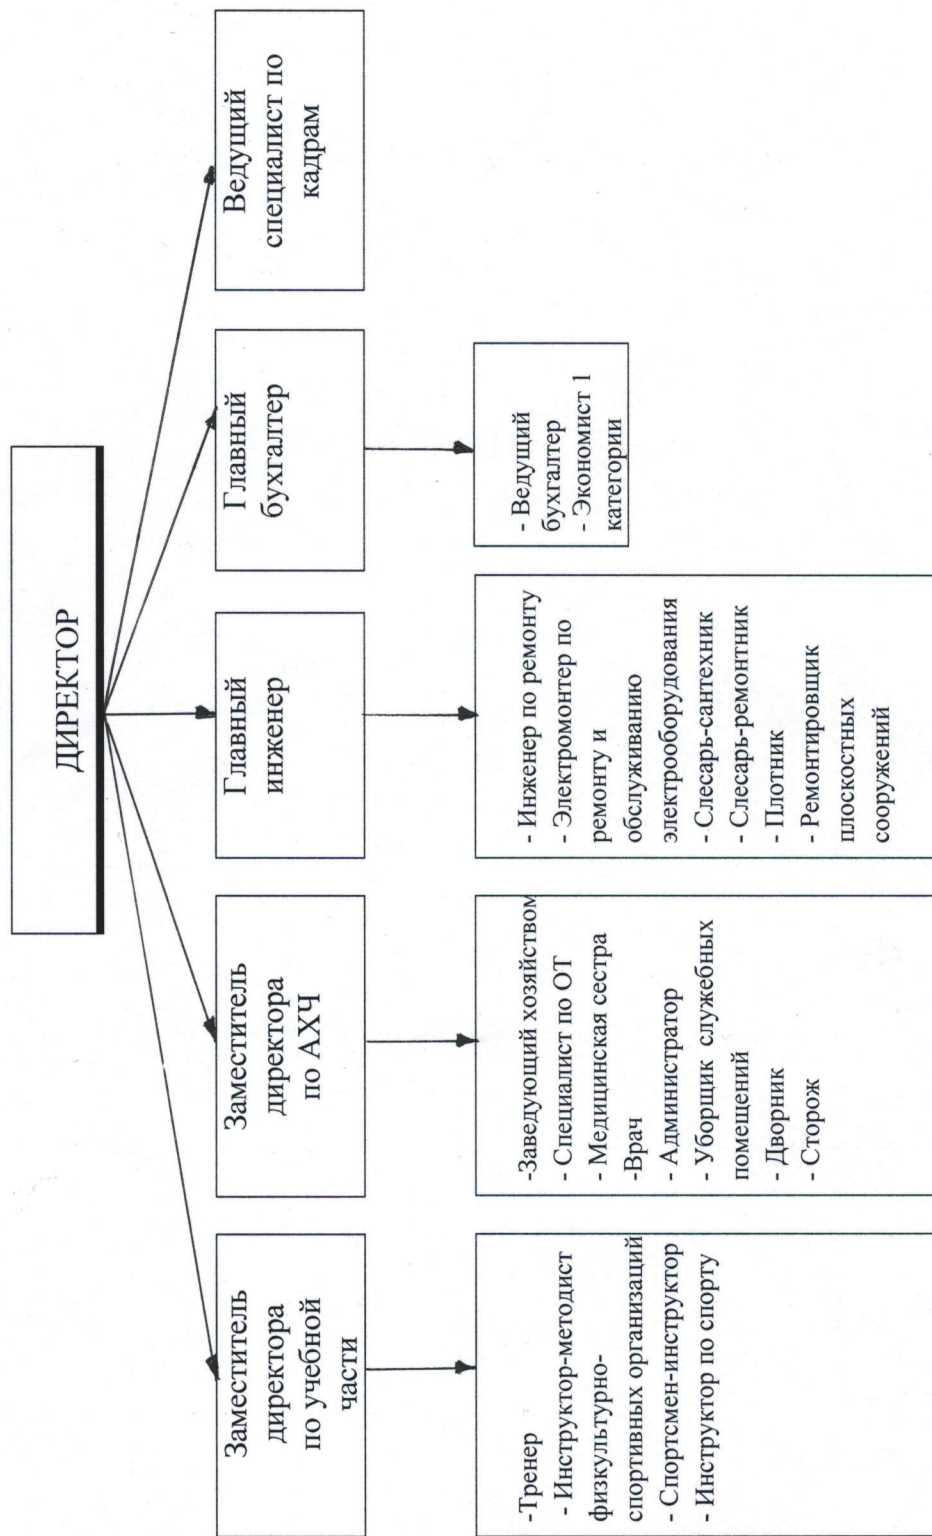 ДИРЕКТОР
Заместитель
директора
по учебной
части
Заместитель
директора
по АХЧ
Главный
инженер
Главный
бухгалтер
Ведущий
специалист по
кадрам
-Тренер
- Инструктор-методист
физкультурно-
спортивных организаций
- Спортсмен-инструктор
- Инструктор по спорту
-Заведующий хозяйством
- Специалист по ОТ
- Медицинская сестра
-Врач
- Администратор
- Уборщик служебных
помещений
- Дворник
- Сторож
- Инженер по ремонту
- Электромонтер по
ремонту и
обслуживанию
электрооборудования
- Слесарь-сантехник
- Слесарь-ремонтник
- Плотник
- Ремонтировщик
плоскостных
сооружений
- Ведущий
бухгалтер
- Экономист 1
категории